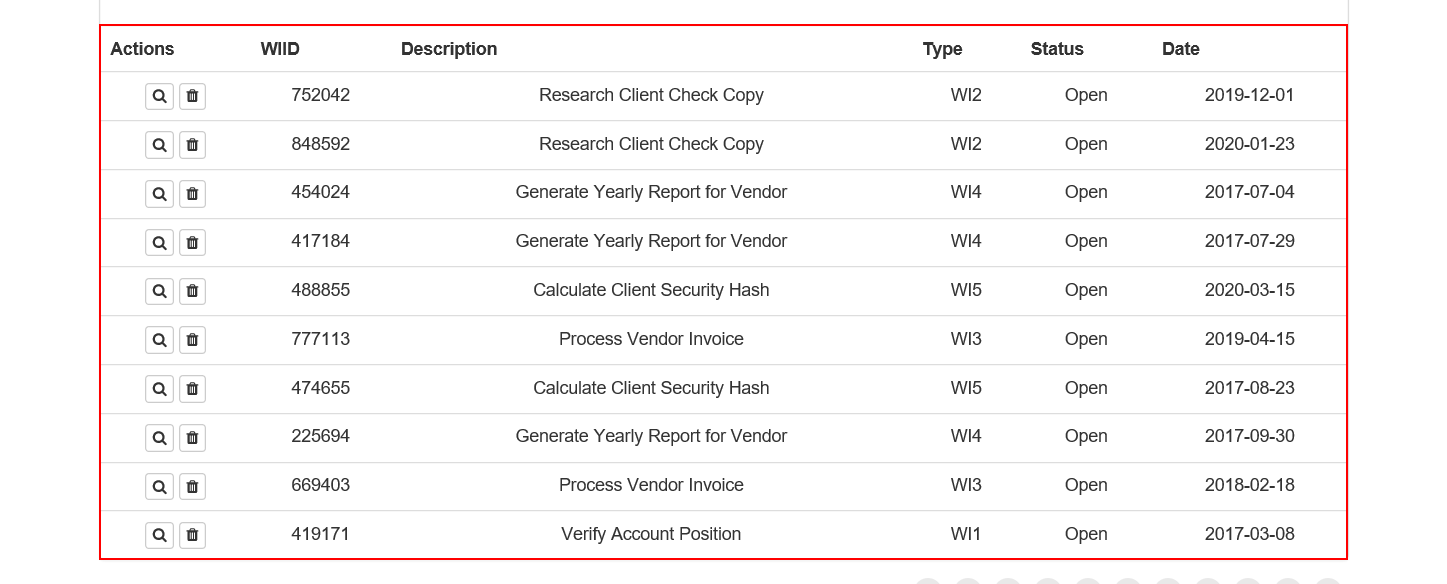 Actions WIID Description Type Status Date
752042 Research Client Check Copy WI2 Open 2019-12-01
848592 Research Client Check Copy WI2 Open 2020-01-23
454024 Generate Yearly Report for Vendor WI4 Open 2017-07-04
417184 Generate Yearly Report for Vendor WI4 Open 2017-07-29
488855 Calculate Client Security Hash WI5 Open 2020-03-15
777113 Process Vendor Invoice WI3 Open 2019-04-15
474655 Calculate Client Security Hash WI5 Open 2017-08-23
225694 Generate Yearly Report for Vendor WI4 Open 2017-09-30
669403 Process Vendor Invoice WI3 Open 2018-02-18
419171 Verify Account Position WI1 Open 2017-03-08